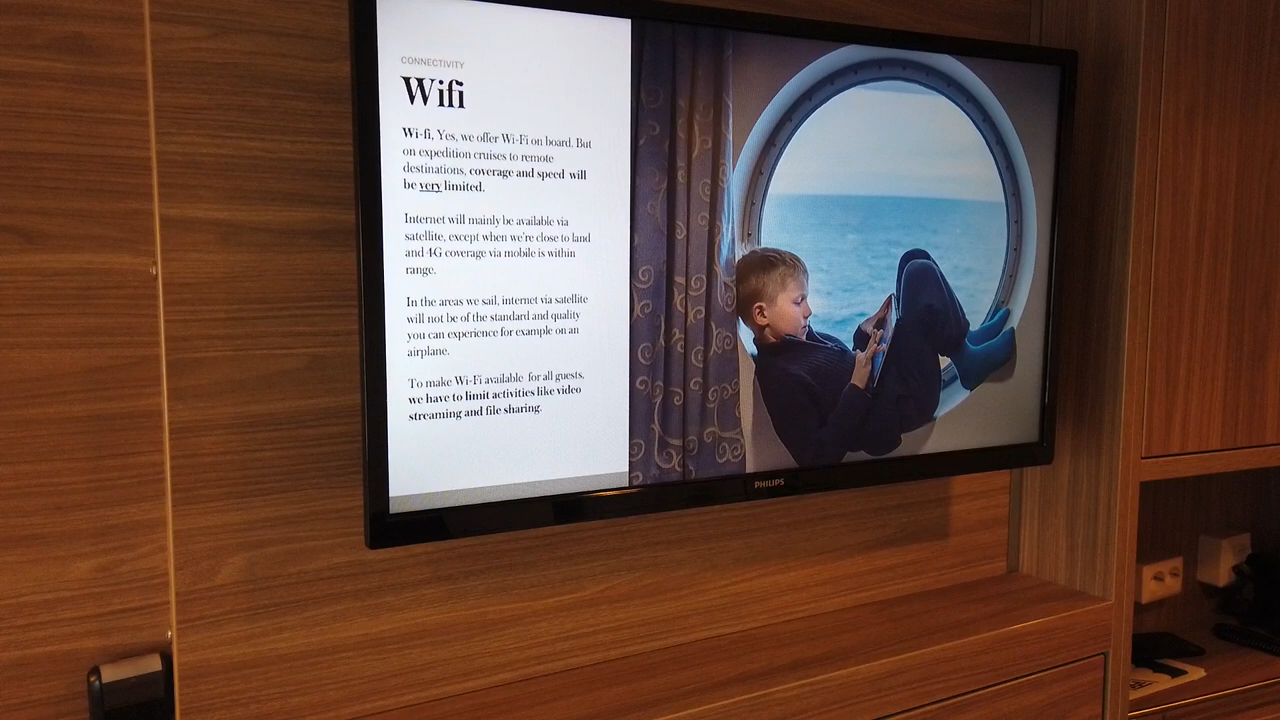 CONNECTIVITY
Wifi
Wi-fi, Yes, we offer Wi-Fi on board. But
on expedition cruises to remote
destinations, coverage and speed will
be very limited.
Internet will mainly be available via
satellite, except when we're close to land
and 4G coverage via mobile is within
range.
In the areas we sail, internet via satellite
will not be of the standard and quality
you can experience for example on an
airplane.
To make Wi-Fi available for all guests,
we have to limit activities like video
streaming and file sharing.
PHILIPS